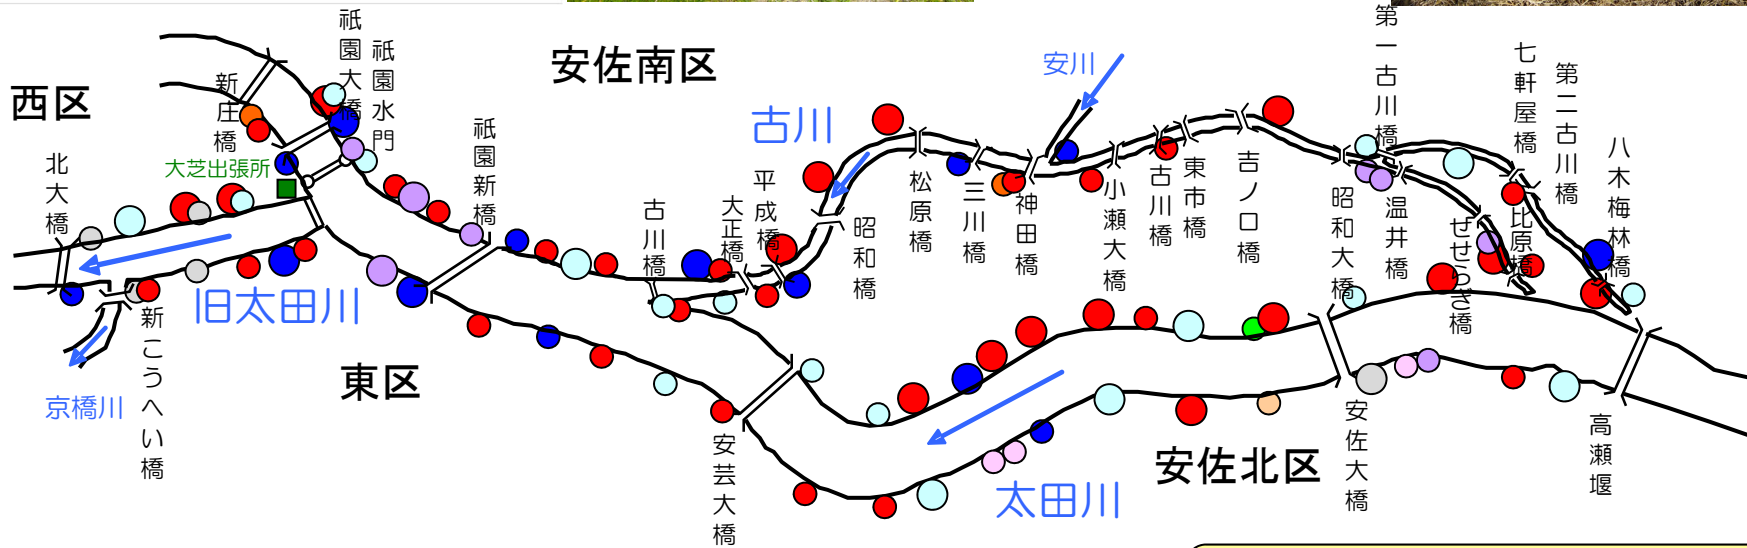 西区
新庄橋
祇園大橋
祇園水門
大芝出張所
北大橋
旧太田川
京橋川
新こうへい橋
東区
祇園新橋
安佐南区
古川橋
大正橋
平成橋
古川
昭和橋
松原橋
三川橋
神田橋
安川
小瀬大橋
古川橋
東市橋
吉ノ口橋
昭和大橋
第一古川橋
温井橋
せせらぎ橋
比原橋
七軒屋橋
第二古川橋
八木梅林橋
安芸大橋
太田川
安佐北区
安佐大橋
高瀬堰